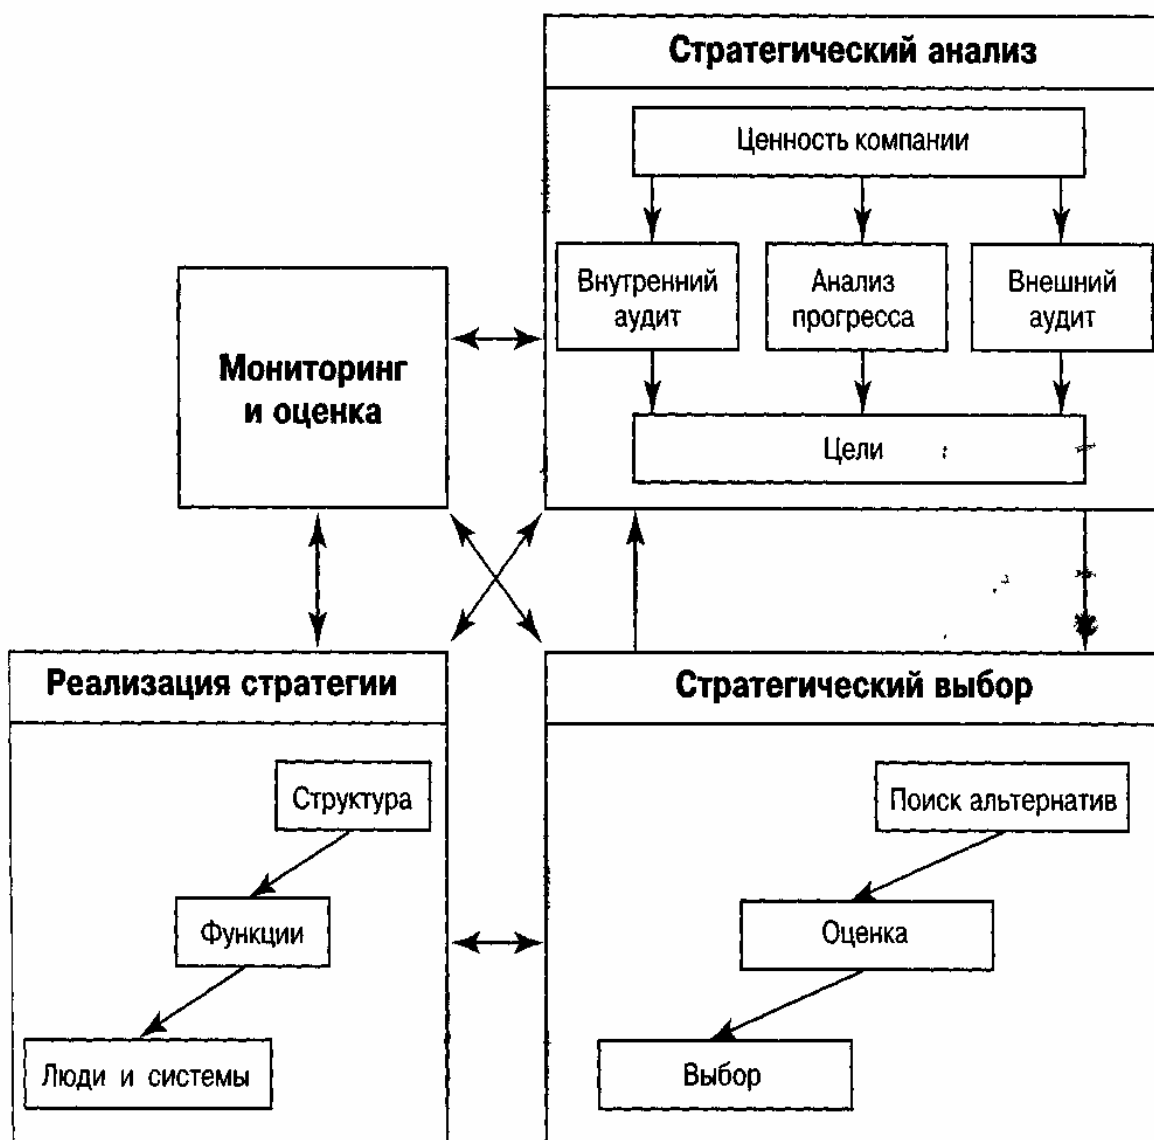 Стратегический анализ
Ценность компании
Внутренний
аудит
Анализ
прогресса
Внешний
аудит
Цели
Мониторинг
и оценка
Реализация стратегии
Структура
Функции
Люди и системы
Стратегический выбор
Поиск альтернатив
Оценка
Выбор